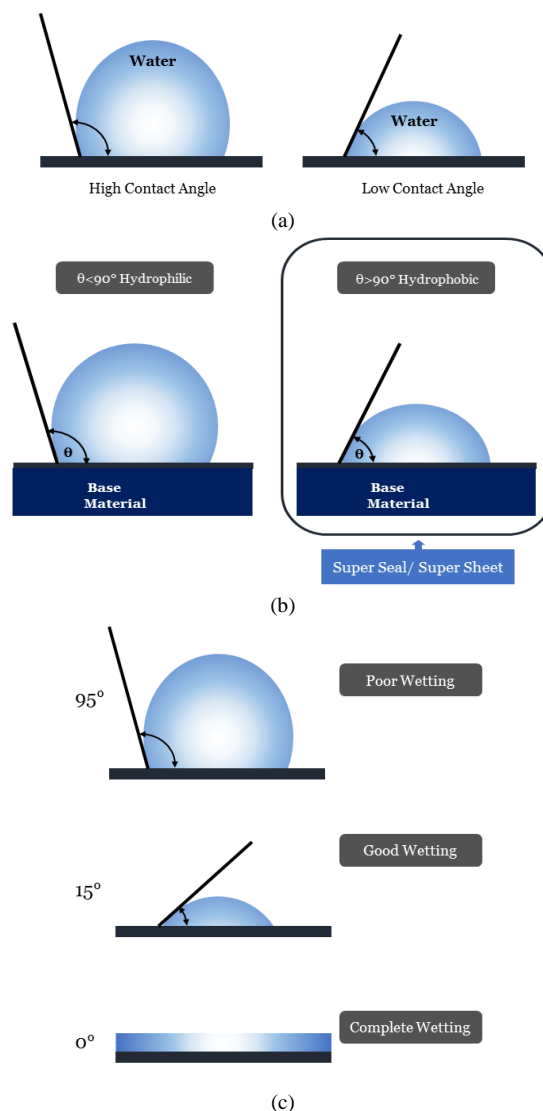 Water
Water
High Contact Angle
Low Contact Angle
(a)
θ<90° Hydrophilic
θ>90° Hydrophobic
θ
θ
Base
Material
Base
Material
Super Seal/ Super Sheet
(b)
95°
Poor Wetting
15°
Good Wetting
0°
Complete Wetting
(c)